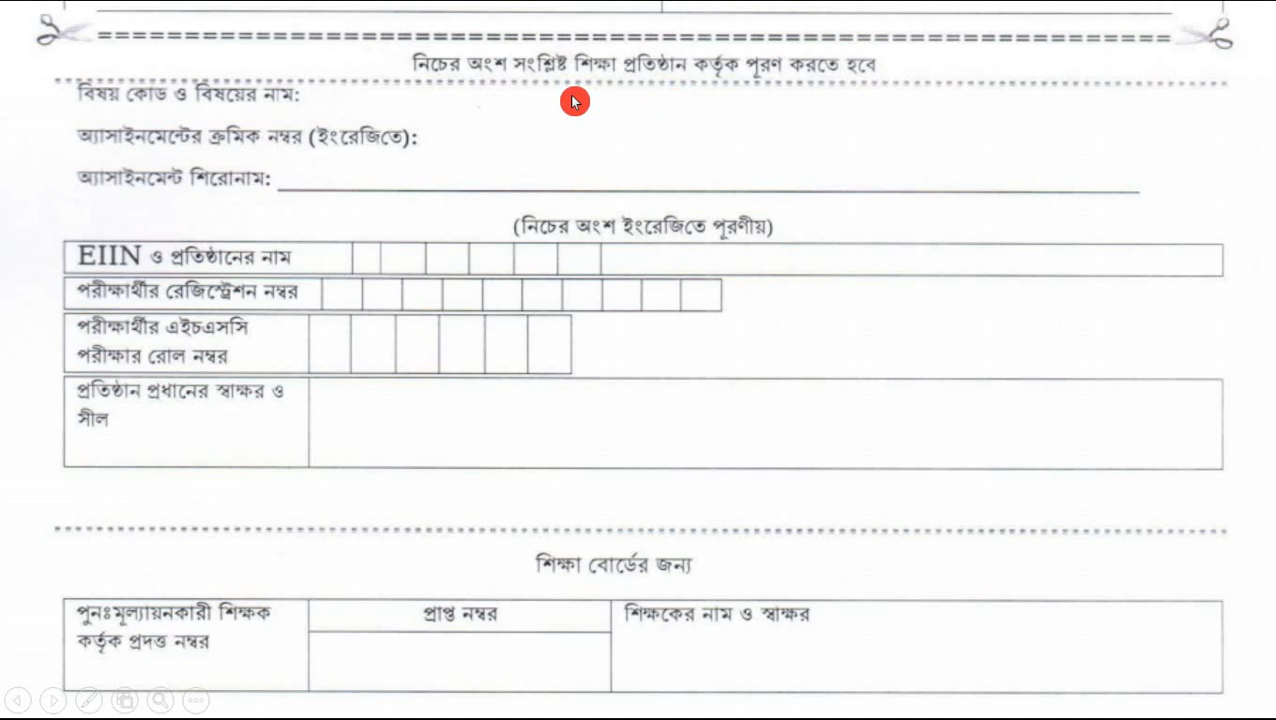 নিচের অংশ সংশ্লিষ্ট শিক্ষা প্রতিষ্ঠান কর্তৃক পূরণ করতে হবে
বিষয় কোড ও বিষয়ের নাম:
অ্যাসাইনমেন্টের ক্রমিক নম্বর (ইংরেজিতে):
অ্যাসাইনমেন্ট শিরোনাম:
(নিচের অংশ ইংরেজিতে পূরণীয়)
EIIN ও প্রতিষ্ঠানের নাম
পরীক্ষার্থীর রেজিস্ট্রেশন নম্বর
পরীক্ষার্থীর এইচএসসি
পরীক্ষার রোল নম্বর
প্রতিষ্ঠান প্রধানের স্বাক্ষর ও
সীল
শিক্ষা বোর্ডের জন্য
পুনঃমূল্যায়নকারী শিক্ষক
কর্তৃক প্রদত্ত নম্বর
প্রাপ্ত নম্বর
শিক্ষকের নাম ও স্বাক্ষর